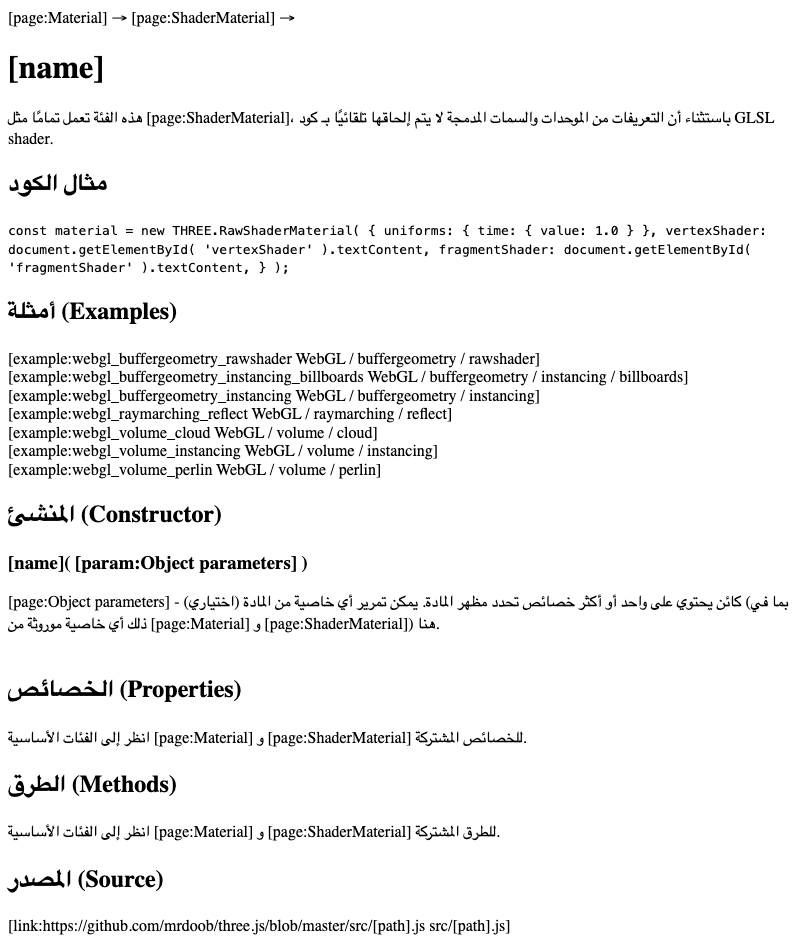 [page:Material] → [page:ShaderMaterial] →
[name]
هذه الفئة تعمل تمامًا مثل [page:ShaderMaterial]، باستثناء أن التعريفات من الموحدات والسمات المدمجة لا يتم إلحاقها تلقائيًا بـ كود GLSL
shader.
مثال الكود
const material = new THREE.RawShaderMaterial( { uniforms: { time: { value: 1.0 } }, vertexShader:
document.getElementById( 'vertexShader' ).textContent, fragmentShader: document.getElementById(
'fragmentShader' ).textContent, } );
أمثلة (Examples)
[example:webgl_buffergeometry_rawshader WebGL / buffergeometry / rawshader]
[example:webgl_buffergeometry_instancing_billboards WebGL / buffergeometry / instancing / billboards]
[example:webgl_buffergeometry_instancing WebGL / buffergeometry / instancing]
[example:webgl_raymarching_reflect WebGL / raymarching / reflect]
[example:webgl_volume_cloud WebGL / volume / cloud]
[example:webgl_volume_instancing WebGL / volume / instancing]
[example:webgl_volume_perlin WebGL / volume / perlin]
المنشئ (Constructor)
[name]( [param:Object parameters] )
[page:Object parameters] - (اختياري) كائن يحتوي على واحد أو أكثر خصائص تحدد مظهر المادة. يمكن تمرير أي خاصية من المادة (بما في
ذلك أي خاصية موروثة من [page:Material] و [page:ShaderMaterial]) هنا.
الخصائص (Properties)
انظر إلى الفئات الأساسية [page:Material] و [page:ShaderMaterial] للخصائص المشتركة.
الطرق (Methods)
انظر إلى الفئات الأساسية [page:Material] و [page:ShaderMaterial] للطرق المشتركة.
المصدر (Source)
[link:https://github.com/mrdoob/three.js/blob/master/src/[path].js src/[path].js]